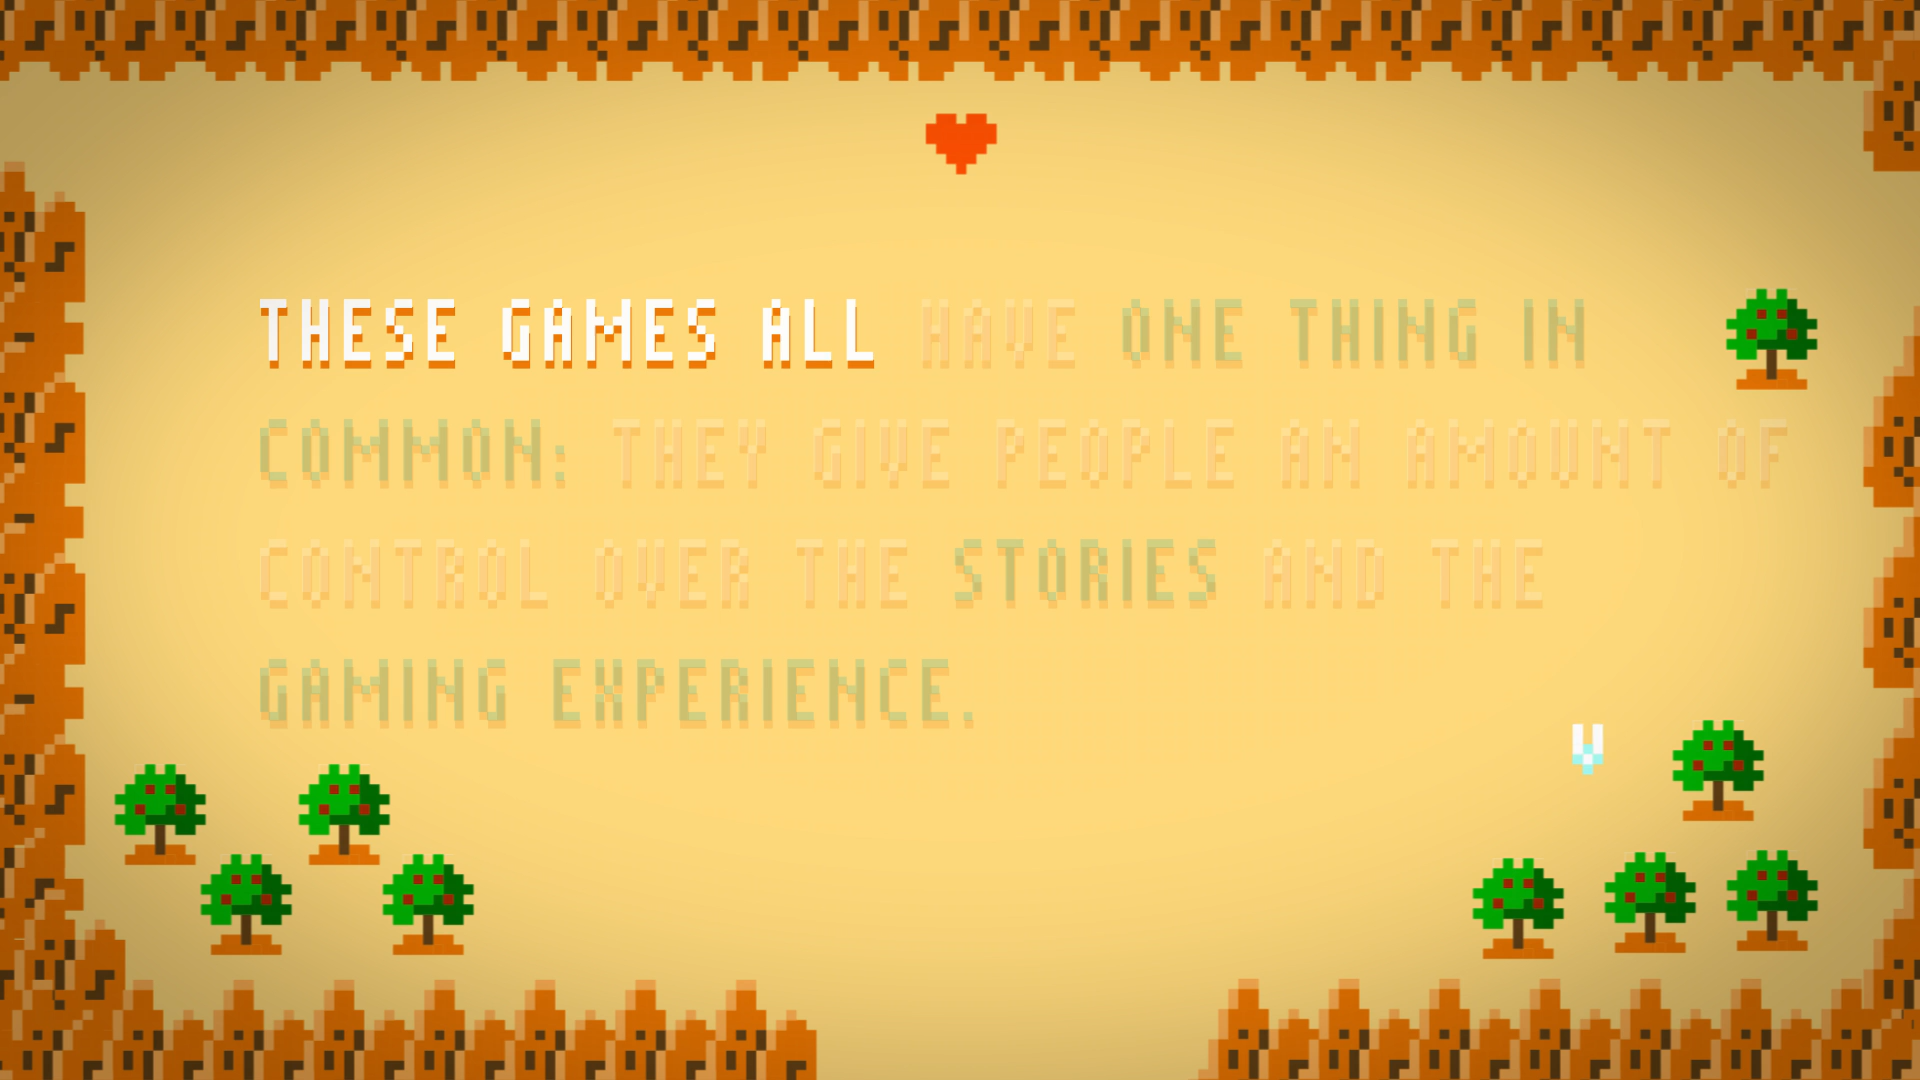 THESE GAMES ALL HAVE ONE THING IN
COMMON: THEY GIVE PEOPLE AN AMOUNT OF
CONTROL OVER THE STORIES AND THE
GAMING EXPERIENCE.